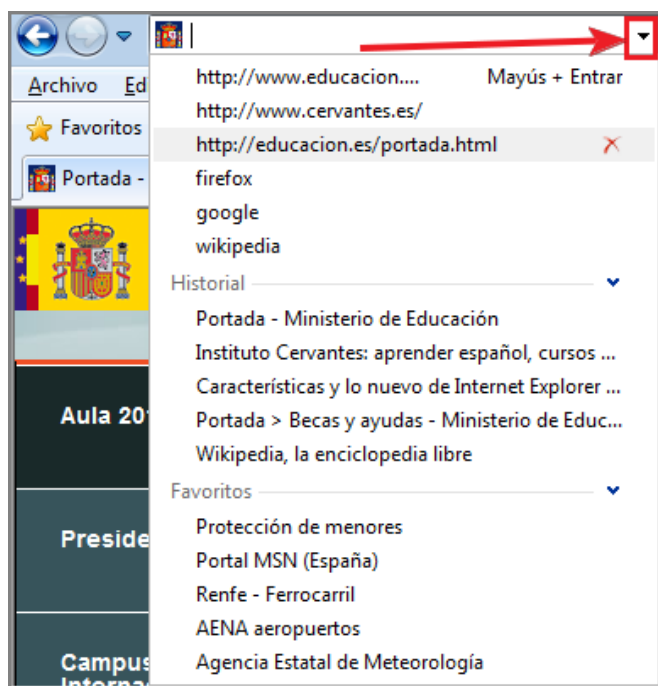 Archivo Ed
Favoritos
Portada -
http://www.educacion.... Mayús + Entrar
http://www.cervantes.es/
http://educacion.es/portada.html
firefox
google
wikipedia
Historial
Portada - Ministerio de Educación
Instituto Cervantes: aprender español, cursos ...
Características y lo nuevo de Internet Explorer ...
Portada > Becas y ayudas - Ministerio de Educ...
Wikipedia, la enciclopedia libre
Favoritos
Protección de menores
Portal MSN (España)
Renfe - Ferrocarril
AENA aeropuertos
Agencia Estatal de Meteorología
Aula 20
Preside
Campus